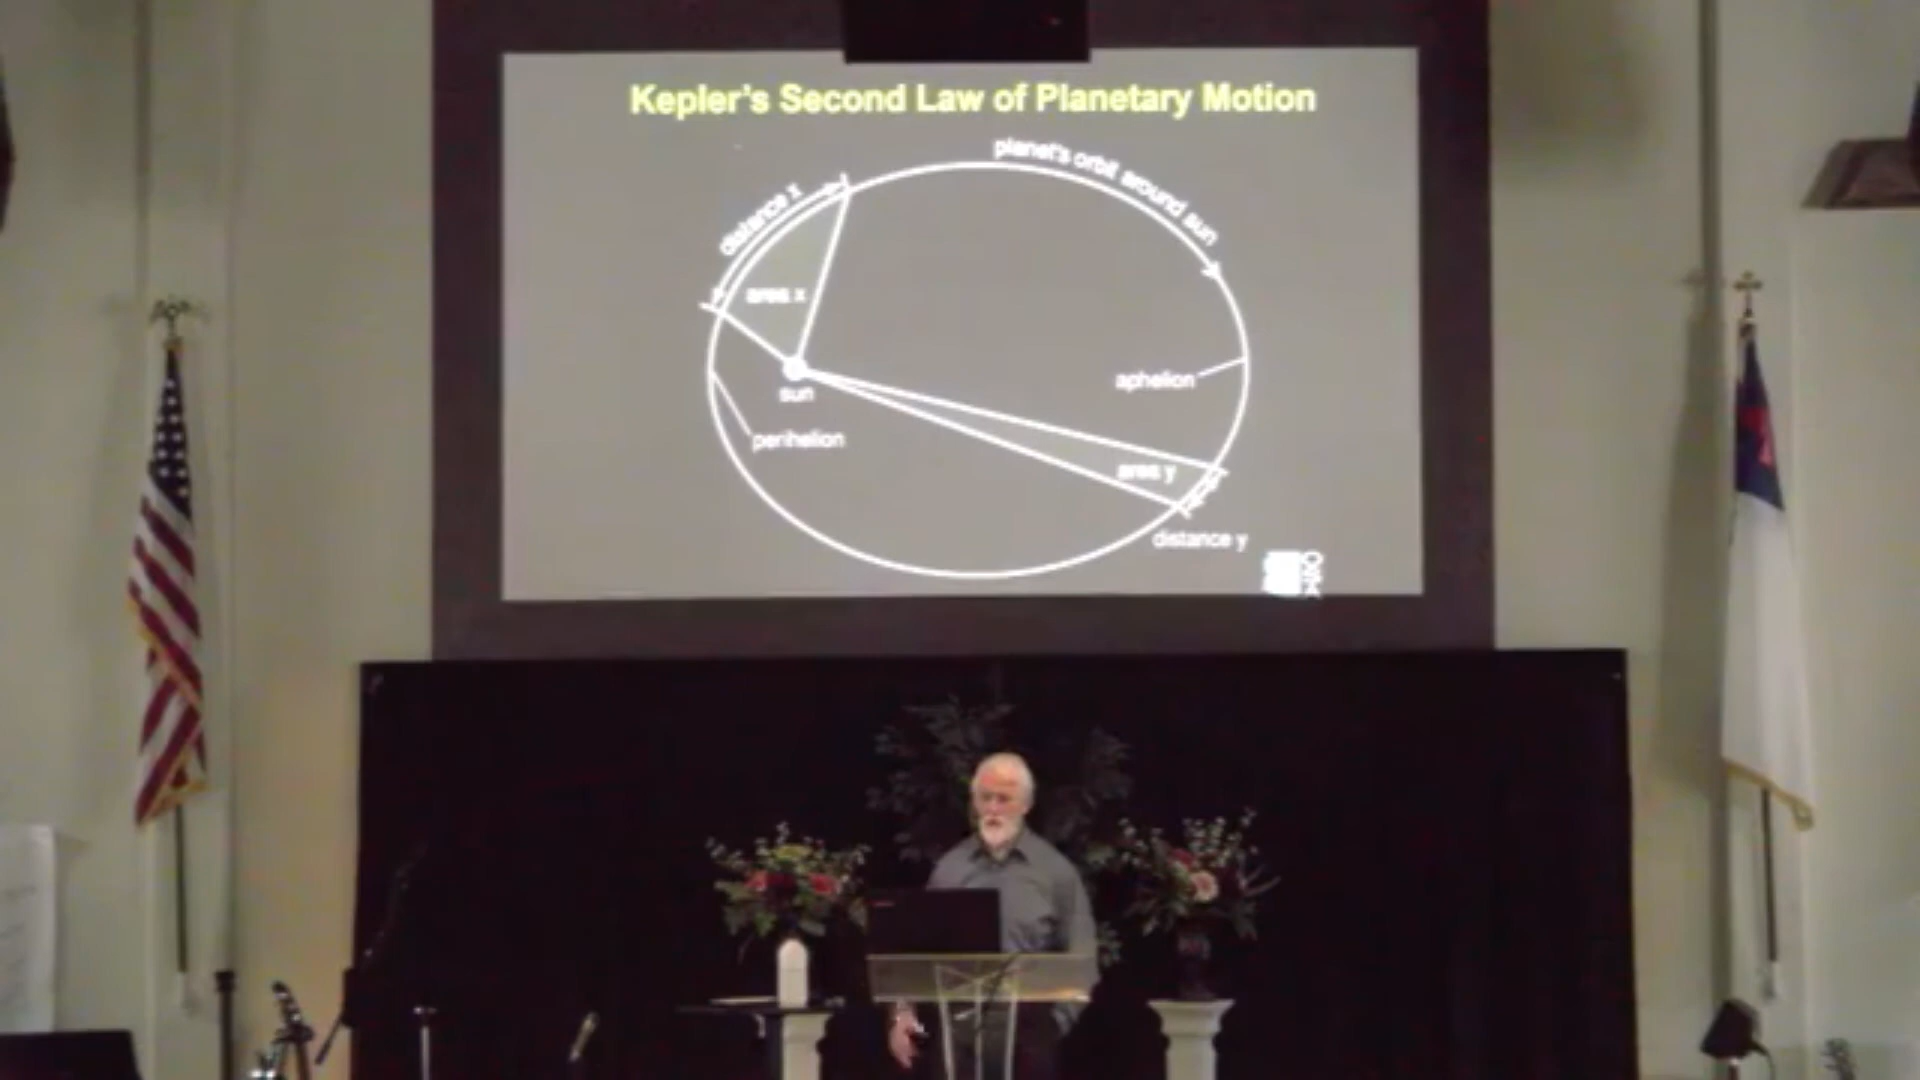 Kepler's Second Law of Planetary Motion
planet's orbit around sun
distance x
area x
sun
aphelion
perihelion
area y
distance y